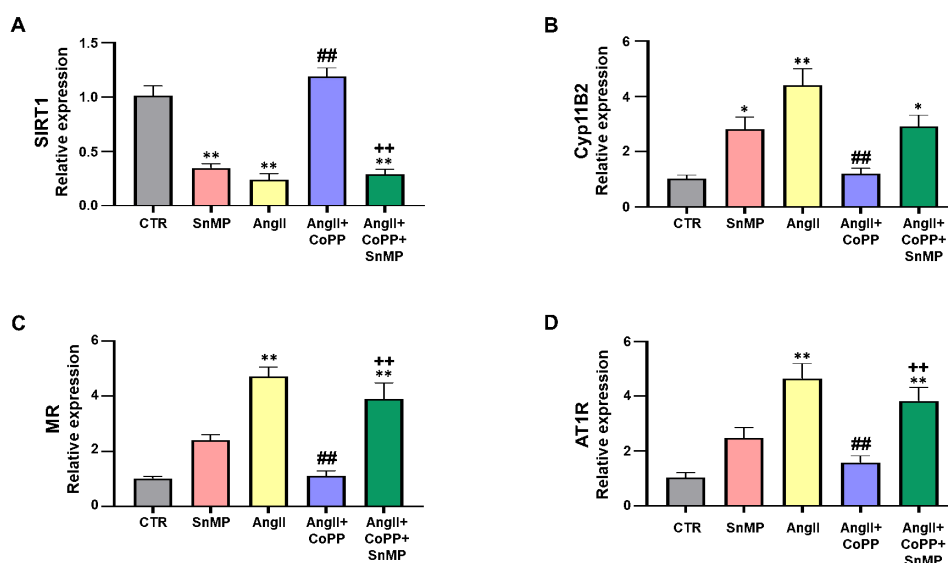 A
SIRT1
Relative expression
1.5
1.0
0.5
0.0
**
**
##
++
**
CTR
SnMP
AngII
AngII+
CoPP
AngII+
CoPP+
SnMP
B
Cyp11B2
Relative expression
6
4
2
0
*
**
##
*
CTR
SnMP
AngII
AngII+
CoPP
AngII+
CoPP+
SnMP
C
MR
Relative expression
6
4
2
0
**
##
++
**
CTR
SnMP
AngII
AngII+
CoPP
AngII+
CoPP+
SnMP
D
AT1R
Relative expression
6
4
2
0
**
##
++
**
CTR
SnMP
AngII
AngII+
CoPP
AngII+
CoPP+
SnMP